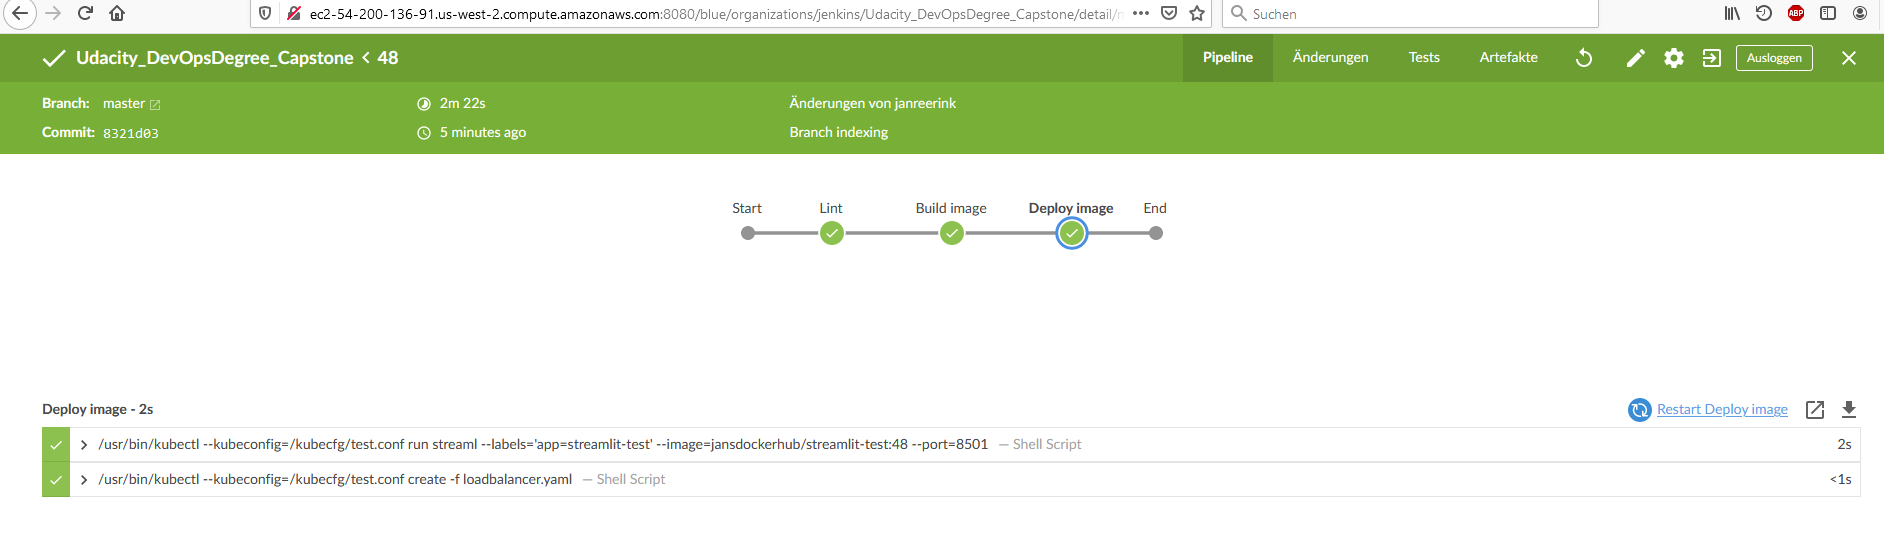 ec2-54-200-136-91.us-west-2.compute.amazonaws.com:8080/blue/organizations/jenkins/Udacity_DevOpsDegree_Capstone/detail/
Suchen
ABP
Udacity_DevOpsDegree_Capstone < 48
Pipeline Änderungen Tests Artefakte Ausloggen
Branch: master 2m 22s Änderungen von janreerink
Commit: 8321d03 5 minutes ago Branch indexing
Start Lint Build image Deploy image End
Deploy image - 2s Restart Deploy image
/usr/bin/kubectl --kubeconfig=/kubecfg/test.conf run streaml --labels='app=streamlit-test' --image=jansdockerhub/streamlit-test:48 --port=8501 — Shell Script 2s
/usr/bin/kubectl --kubeconfig=/kubecfg/test.conf create -f loadbalancer.yaml — Shell Script <1s